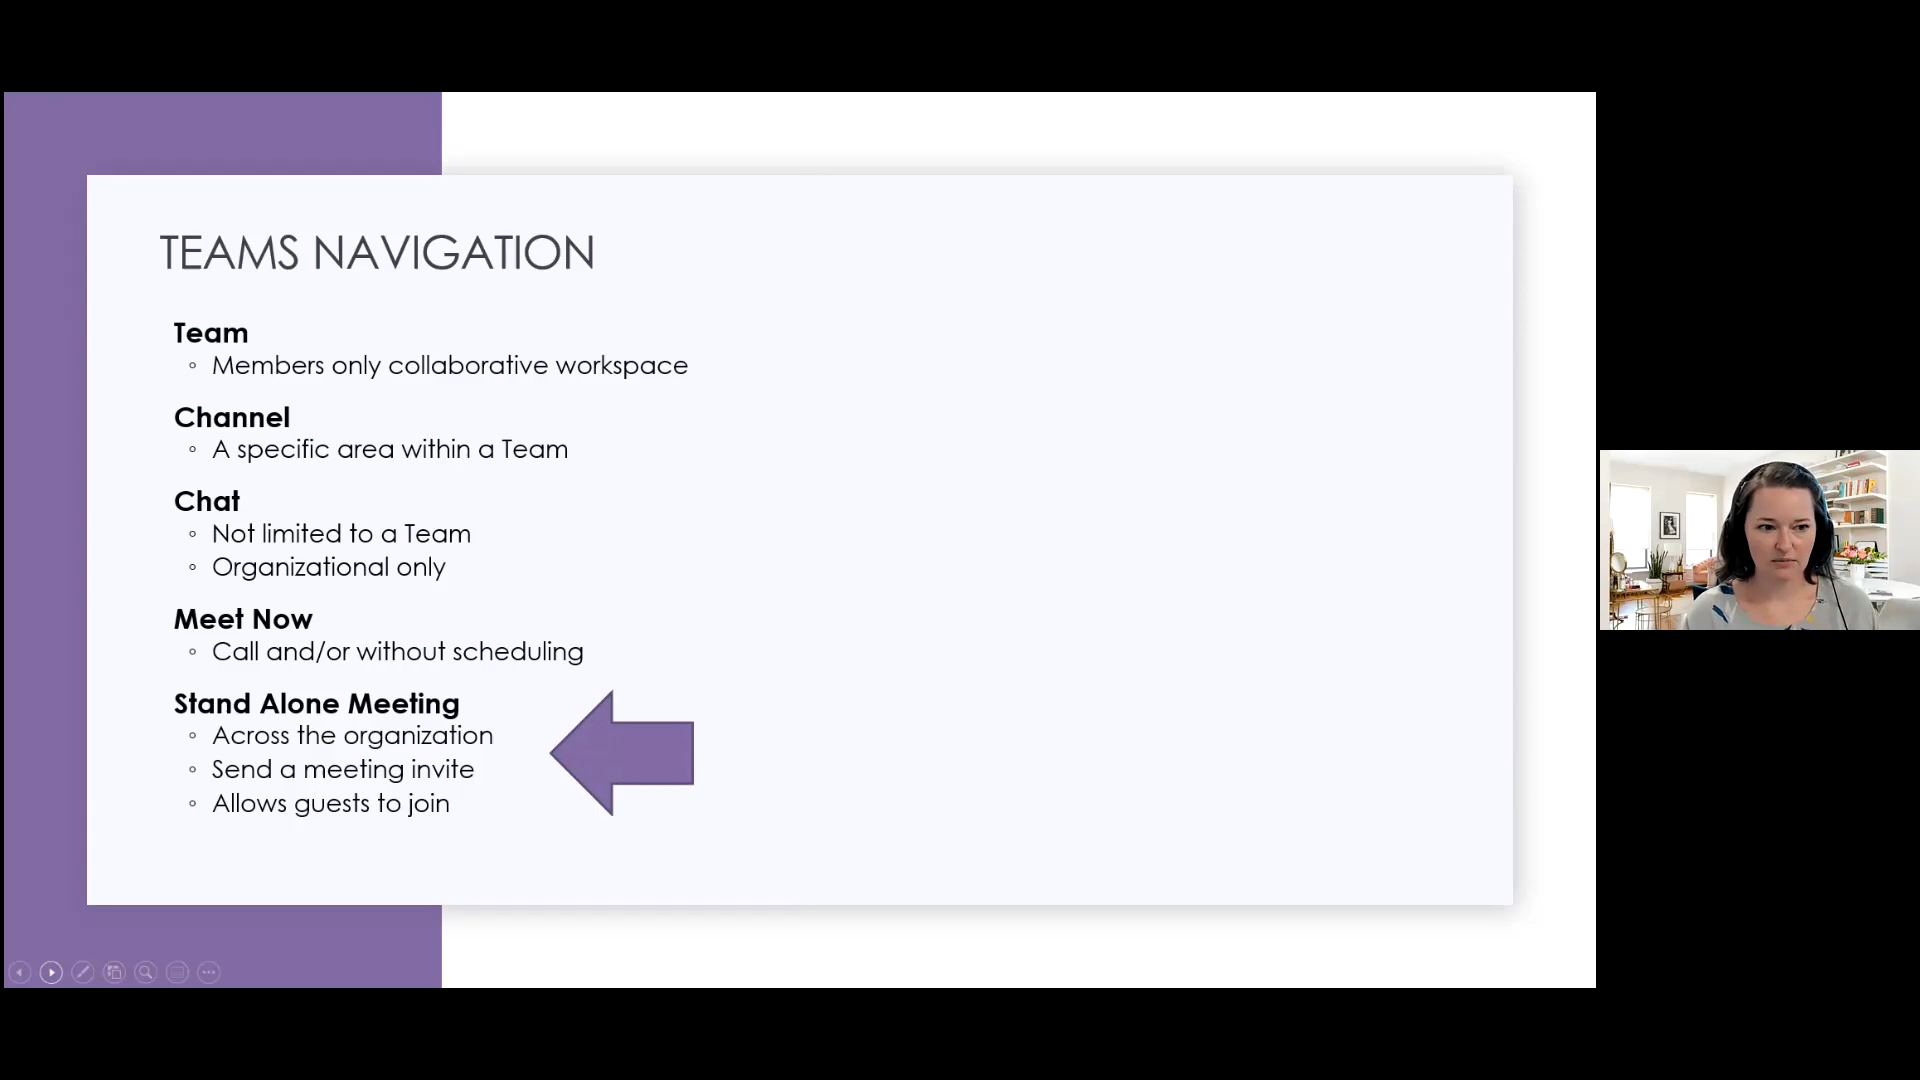 TEAMS NAVIGATION
Team
◦ Members only collaborative workspace
Channel
◦ A specific area within a Team
Chat
◦ Not limited to a Team
◦ Organizational only
Meet Now
◦ Call and/or without scheduling
Stand Alone Meeting
◦ Across the organization
◦ Send a meeting invite
◦ Allows guests to join